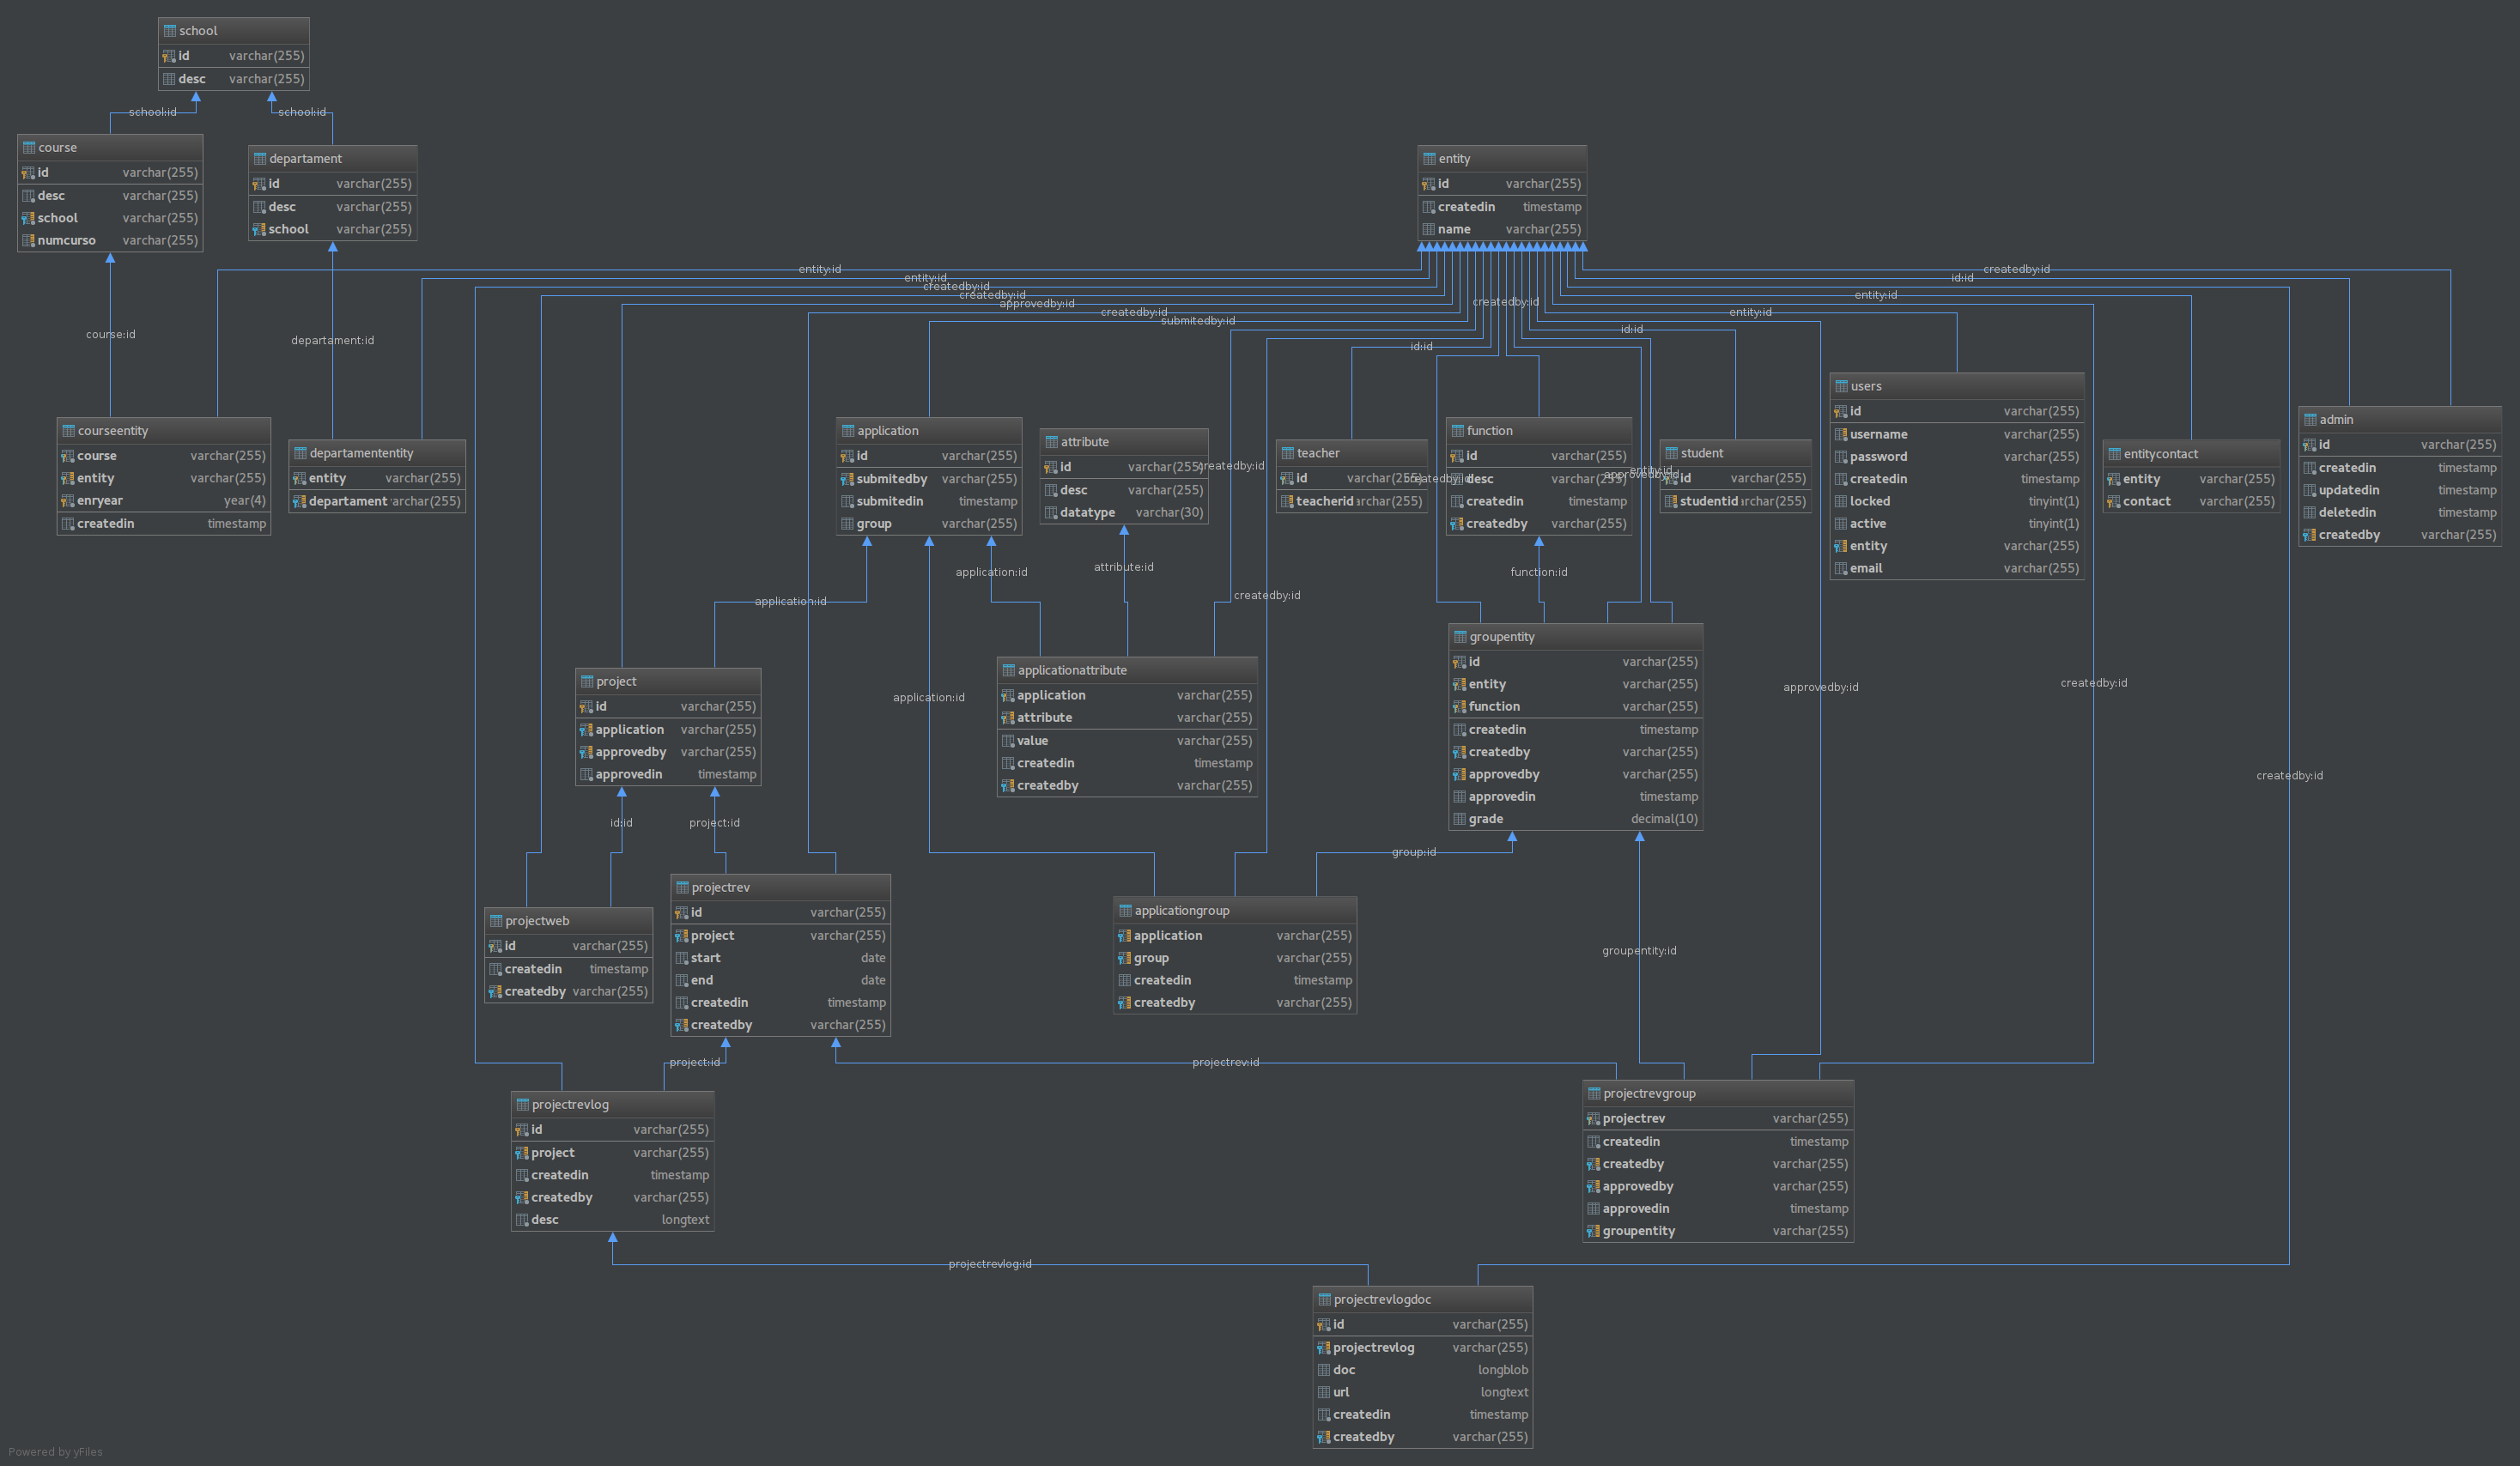 school
id varchar(255)
desc varchar(255)
school:id
school:id
course
id varchar(255)
desc varchar(255)
school varchar(255)
numcurso varchar(255)
departament
id varchar(255)
desc varchar(255)
school varchar(255)
entity
id varchar(255)
createdin timestamp
name varchar(255)
entity:id
entity:id
createdby:id
createdby:id
approvedby:id
createdby:id
submitedby:id
createdby:id
createdby:id
id:id
entity:id
entity:id
id:id
id:id
course:id
departament:id
courseentity
course varchar(255)
entity varchar(255)
enryear year(4)
createdin timestamp
departamententity
entity varchar(255)
departament varchar(255)
application
id varchar(255)
submitedby varchar(255)
submitedin timestamp
group varchar(255)
attribute
id varchar(255)
desc varchar(255)
datatype varchar(30)
createdby:id
teacher
id varchar(255)
teacherid varchar(255)
createdby:id
function
id varchar(255)
desc varchar(255)
createdin timestamp
createdby varchar(255)
approvedby:id
entity:id
student
id varchar(255)
studentid varchar(255)
users
id varchar(255)
username varchar(255)
password varchar(255)
createdin timestamp
locked tinyint(1)
active tinyint(1)
entity varchar(255)
email varchar(255)
entitycontact
entity varchar(255)
contact varchar(255)
admin
id varchar(255)
createdin timestamp
updatedin timestamp
deletedin timestamp
createdby varchar(255)
application:id
application:id
attribute:id
createdby:id
function:id
project
id varchar(255)
application varchar(255)
approvedby varchar(255)
approvedin timestamp
application:id
applicationattribute
application varchar(255)
attribute varchar(255)
value varchar(255)
createdin timestamp
createdby varchar(255)
groupentity
id varchar(255)
entity varchar(255)
function varchar(255)
createdin timestamp
createdby varchar(255)
approvedby varchar(255)
approvedin timestamp
grade decimal(10)
approvedby:id
createdby:id
createdby:id
id:id
project:id
group:id
projectweb
id varchar(255)
createdin timestamp
createdby varchar(255)
projectrev
id varchar(255)
project varchar(255)
start date
end date
createdin timestamp
createdby varchar(255)
applicationgroup
application varchar(255)
group varchar(255)
createdin timestamp
createdby varchar(255)
groupentity:id
project:id
projectrev:id
projectrevlog
id varchar(255)
project varchar(255)
createdin timestamp
createdby varchar(255)
desc longtext
projectrevgroup
projectrev varchar(255)
createdin timestamp
createdby varchar(255)
approvedby varchar(255)
approvedin timestamp
groupentity varchar(255)
projectrevlog:id
projectrevlogdoc
id varchar(255)
projectrevlog varchar(255)
doc longblob
url longtext
createdin timestamp
createdby varchar(255)
Powered by yFiles